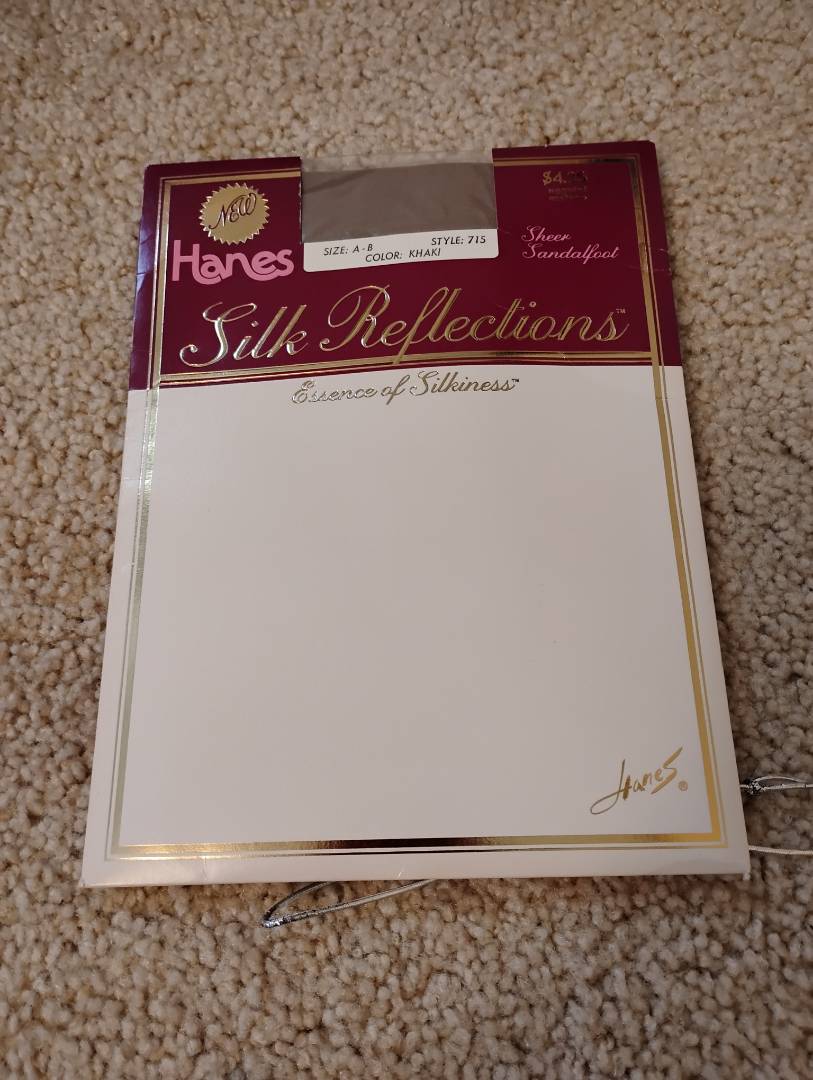 NEW
Hanes
SIZE: A-B STYLE: 715
COLOR: KHAKI
Sheer
Sandalfoot
Silk Reflections™
Essence of Silkiness™
Hanes®